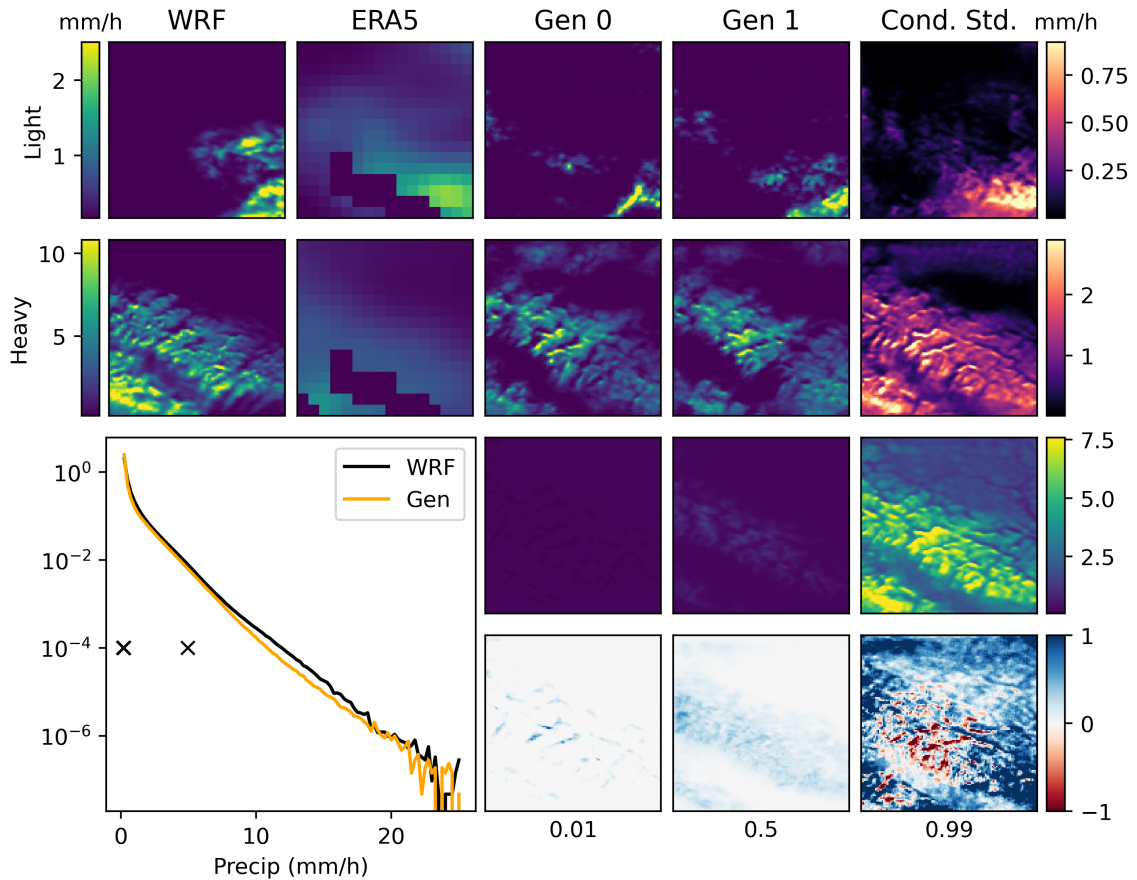 mm/h WRF ERA5 Gen 0 Gen 1 Cond. Std. mm/h
Light
2
1
0.75
0.50
0.25
Heavy
10
5
2
1
WRF
Gen
10⁰
10⁻²
10⁻⁴
10⁻⁶
0 10 20
Precip (mm/h)
7.5
5.0
2.5
1
0
−1
0.01 0.5 0.99